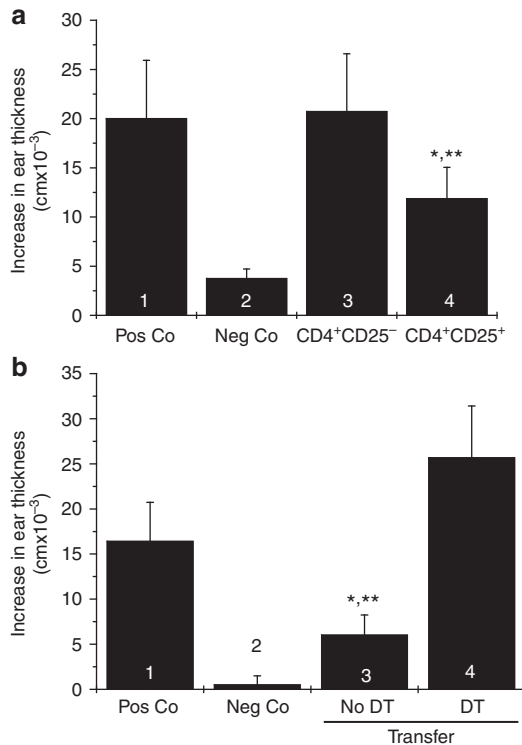 a
Increase in ear thickness
(cmx10⁻³)
30
25
20
15
10
5
0
*,**
1 2 3 4
Pos Co Neg Co CD4⁺CD25⁻ CD4⁺CD25⁺
b
Increase in ear thickness
(cmx10⁻³)
35
30
25
20
15
10
5
0
*,**
1 2 3 4
Pos Co Neg Co No DT DT
Transfer